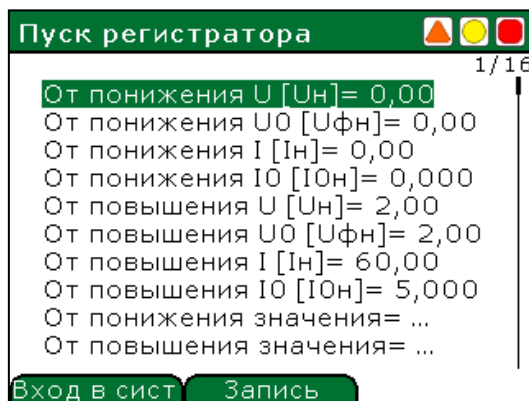 Пуск регистратора
1/16
От понижения U [Uн]= 0,00
От понижения U0 [Uфн]= 0,00
От понижения I [Iн]= 0,00
От понижения I0 [I0н]= 0,000
От повышения U [Uн]= 2,00
От повышения U0 [Uфн]= 2,00
От повышения I [Iн]= 60,00
От повышения I0 [I0н]= 5,000
От понижения значения= ...
От повышения значения= ...
Вход в сист Запись